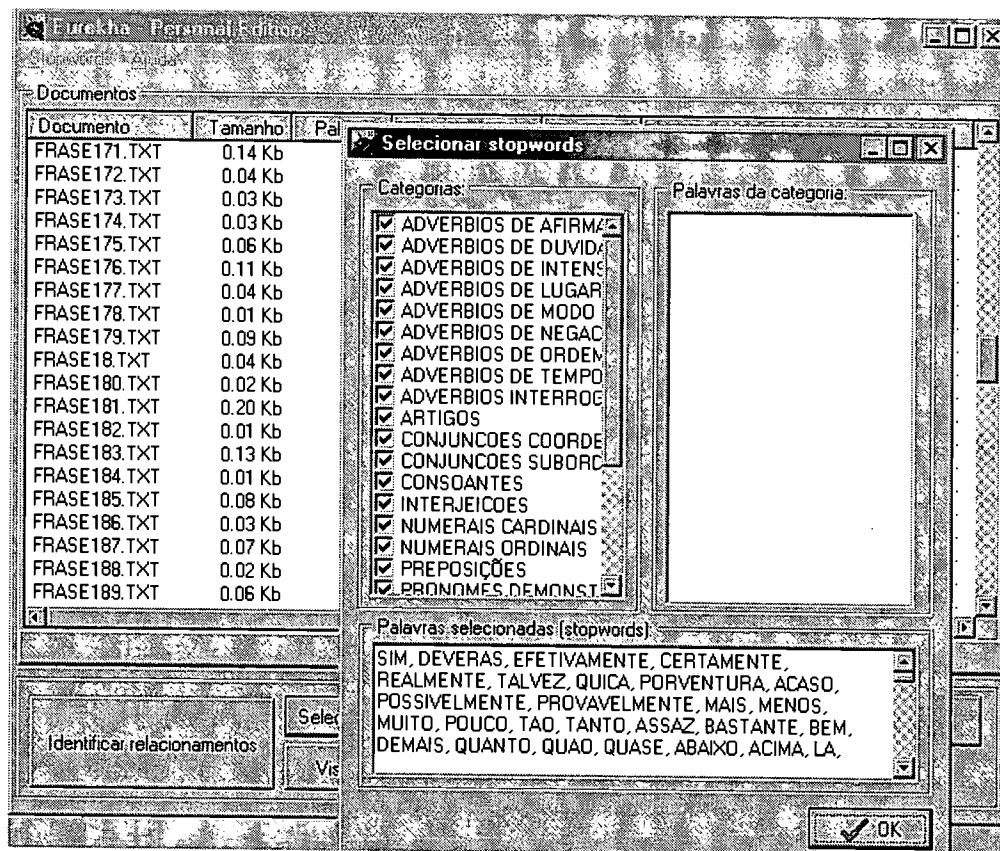 Eurekha - Personal Edition
Stopwords Ajuda
Documentos
Documento Tamanho Pal
FRASE171.TXT 0.14 Kb
FRASE172.TXT 0.04 Kb
FRASE173.TXT 0.03 Kb
FRASE174.TXT 0.03 Kb
FRASE175.TXT 0.06 Kb
FRASE176.TXT 0.11 Kb
FRASE177.TXT 0.04 Kb
FRASE178.TXT 0.01 Kb
FRASE179.TXT 0.09 Kb
FRASE18.TXT 0.04 Kb
FRASE180.TXT 0.02 Kb
FRASE181.TXT 0.20 Kb
FRASE182.TXT 0.01 Kb
FRASE183.TXT 0.13 Kb
FRASE184.TXT 0.01 Kb
FRASE185.TXT 0.08 Kb
FRASE186.TXT 0.03 Kb
FRASE187.TXT 0.07 Kb
FRASE188.TXT 0.02 Kb
FRASE189.TXT 0.06 Kb
Identificar relacionamentos
Selec
Vis
Selecionar stopwords
Categorias:
ADVERBIOS DE AFIRMA
ADVERBIOS DE DUVIDA
ADVERBIOS DE INTENS
ADVERBIOS DE LUGAR
ADVERBIOS DE MODO
ADVERBIOS DE NEGAC
ADVERBIOS DE ORDEM
ADVERBIOS DE TEMPO
ADVERBIOS INTERROG
ARTIGOS
CONJUNCOES COORDE
CONJUNCOES SUBORD
CONSOANTES
INTERJEICOES
NUMERAIS CARDINAIS
NUMERAIS ORDINAIS
PREPOSIÇÕES
PRONOMES DEMONST
Palavras da categoria:
Palavras selecionadas (stopwords):
SIM, DEVERAS, EFETIVAMENTE, CERTAMENTE,
REALMENTE, TALVEZ, QUICA, PORVENTURA, ACASO,
POSSIVELMENTE, PROVAVELMENTE, MAIS, MENOS,
MUITO, POUCO, TAO, TANTO, ASSAZ, BASTANTE, BEM,
DEMAIS, QUANTO, QUAO, QUASE, ABAIXO, ACIMA, LA,
OK